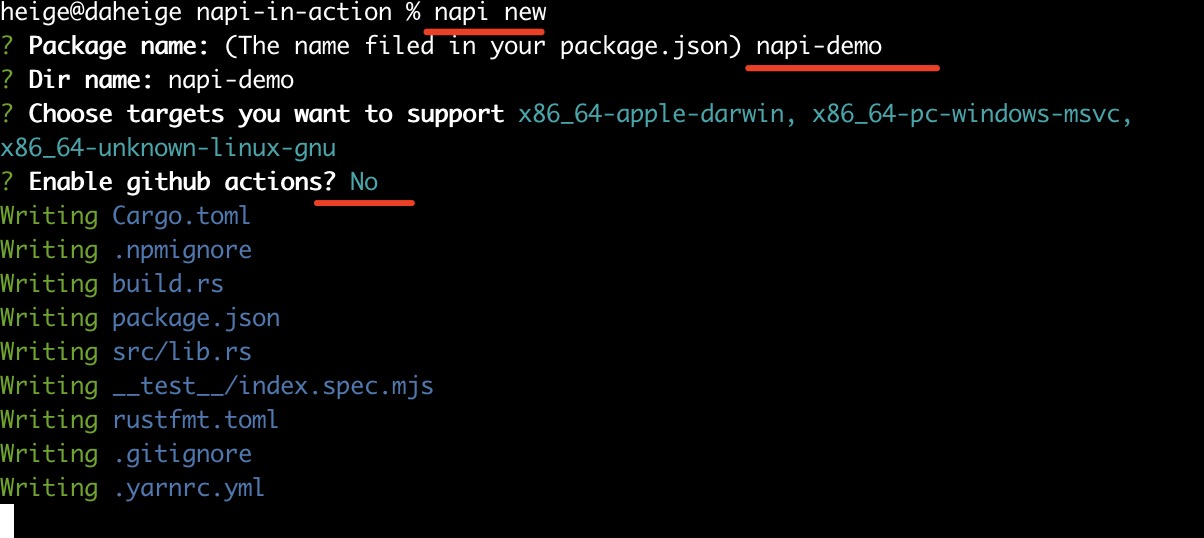 heige@daheige napi-in-action % napi new
? Package name: (The name filed in your package.json) napi-demo
? Dir name: napi-demo
? Choose targets you want to support x86_64-apple-darwin, x86_64-pc-windows-msvc,
x86_64-unknown-linux-gnu
? Enable github actions? No
Writing Cargo.toml
Writing .npmignore
Writing build.rs
Writing package.json
Writing src/lib.rs
Writing __test__/index.spec.mjs
Writing rustfmt.toml
Writing .gitignore
Writing .yarnrc.yml